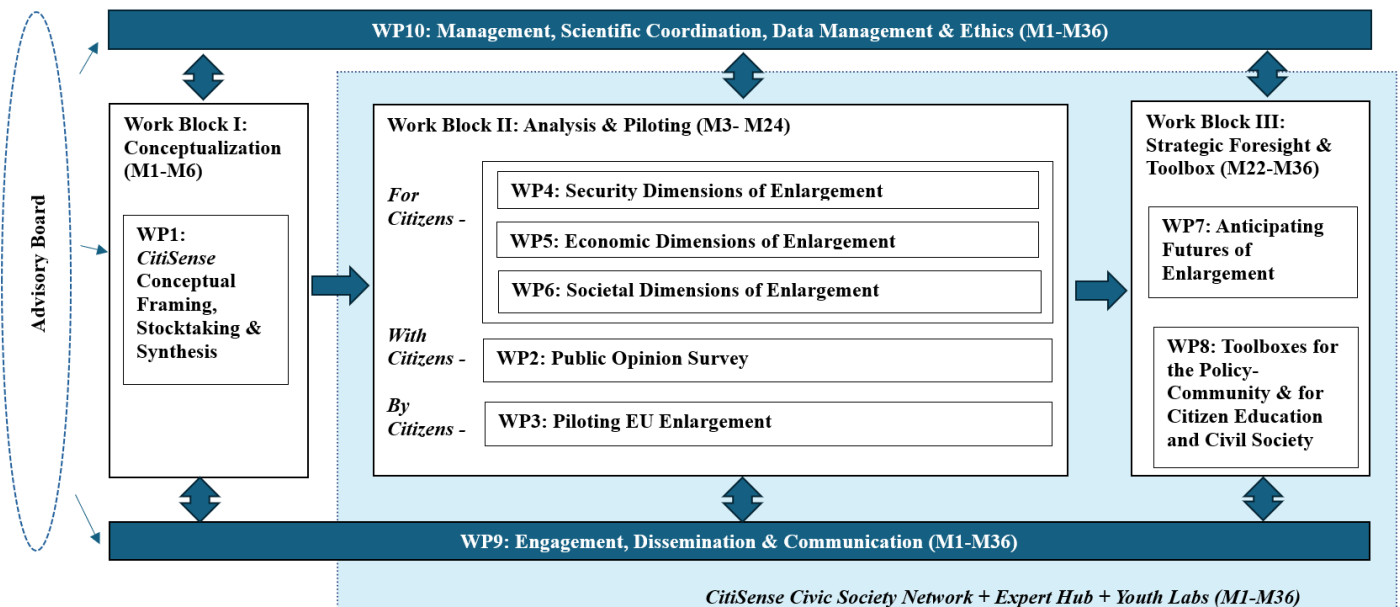 WP10: Management, Scientific Coordination, Data Management & Ethics (M1-M36)
Advisory Board
Work Block I:
Conceptualization
(M1-M6)
WP1:
CitiSense
Conceptual
Framing,
Stocktaking &
Synthesis
Work Block II: Analysis & Piloting (M3- M24)
For
Citizens -
WP4: Security Dimensions of Enlargement
WP5: Economic Dimensions of Enlargement
WP6: Societal Dimensions of Enlargement
With
Citizens -
WP2: Public Opinion Survey
By
Citizens -
WP3: Piloting EU Enlargement
Work Block III:
Strategic Foresight &
Toolbox (M22-M36)
WP7: Anticipating
Futures of
Enlargement
WP8: Toolboxes for
the Policy-
Community & for
Citizen Education
and Civil Society
WP9: Engagement, Dissemination & Communication (M1-M36)
CitiSense Civic Society Network + Expert Hub + Youth Labs (M1-M36)